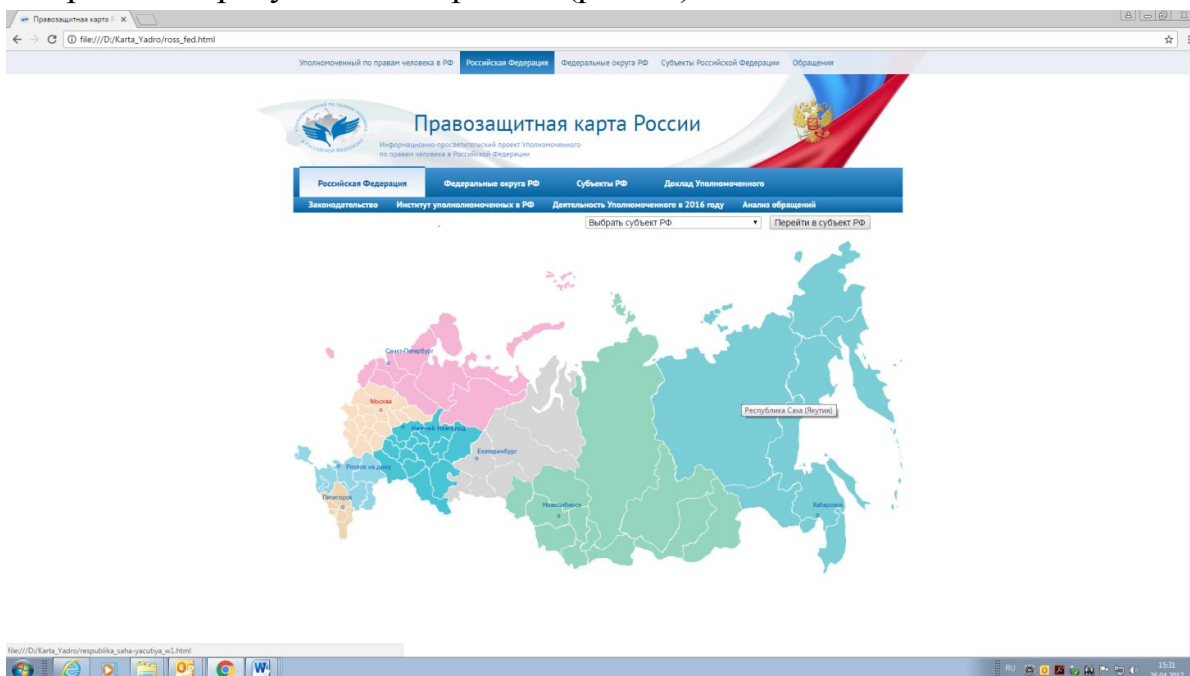 Правозащитная карта Р
file:///D:/Karta_Yadro/ross_fed.html
Уполномоченный по правам человека в РФ Российская Федерация Федеральные округа РФ Субъекты Российской Федерации Обращения
Правозащитная карта России
Информационно-просветительский проект Уполномоченного
по правам человека в Российской Федерации
Российская Федерация Федеральные округа РФ Субъекты РФ Доклад Уполномоченного
Законодательство Институт уполнолномоченных в РФ Деятельность Уполномоченного в 2016 году Анализ обращений
Выбрать субъект РФ Перейти в субъект РФ
Санкт-Петербург
Москва
Республика Саха (Якутия)
Нижний Новгород
Екатеринбург
Ростов на дону
Пятигорск
Новосибирск
Хабаровск
file:///D:/Karta_Yadro/respublika_saha-yacutiya_w1.html
RU 15:31
26.04.2017